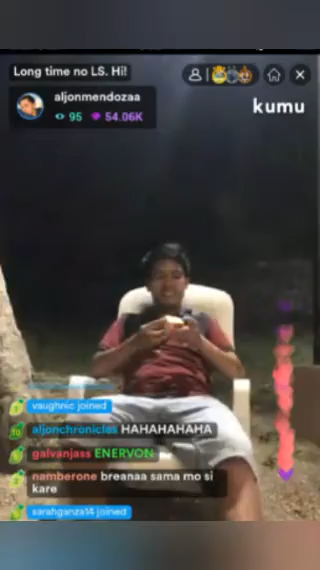 Long time no LS. Hi!
aljonmendozaa
95 54.06K
kumu
vaughnic joined
aljonchronicles HAHAHAHAHA
galvanjass ENERVON
namberone breanaa sama mo si
kare
sarahganza14 joined